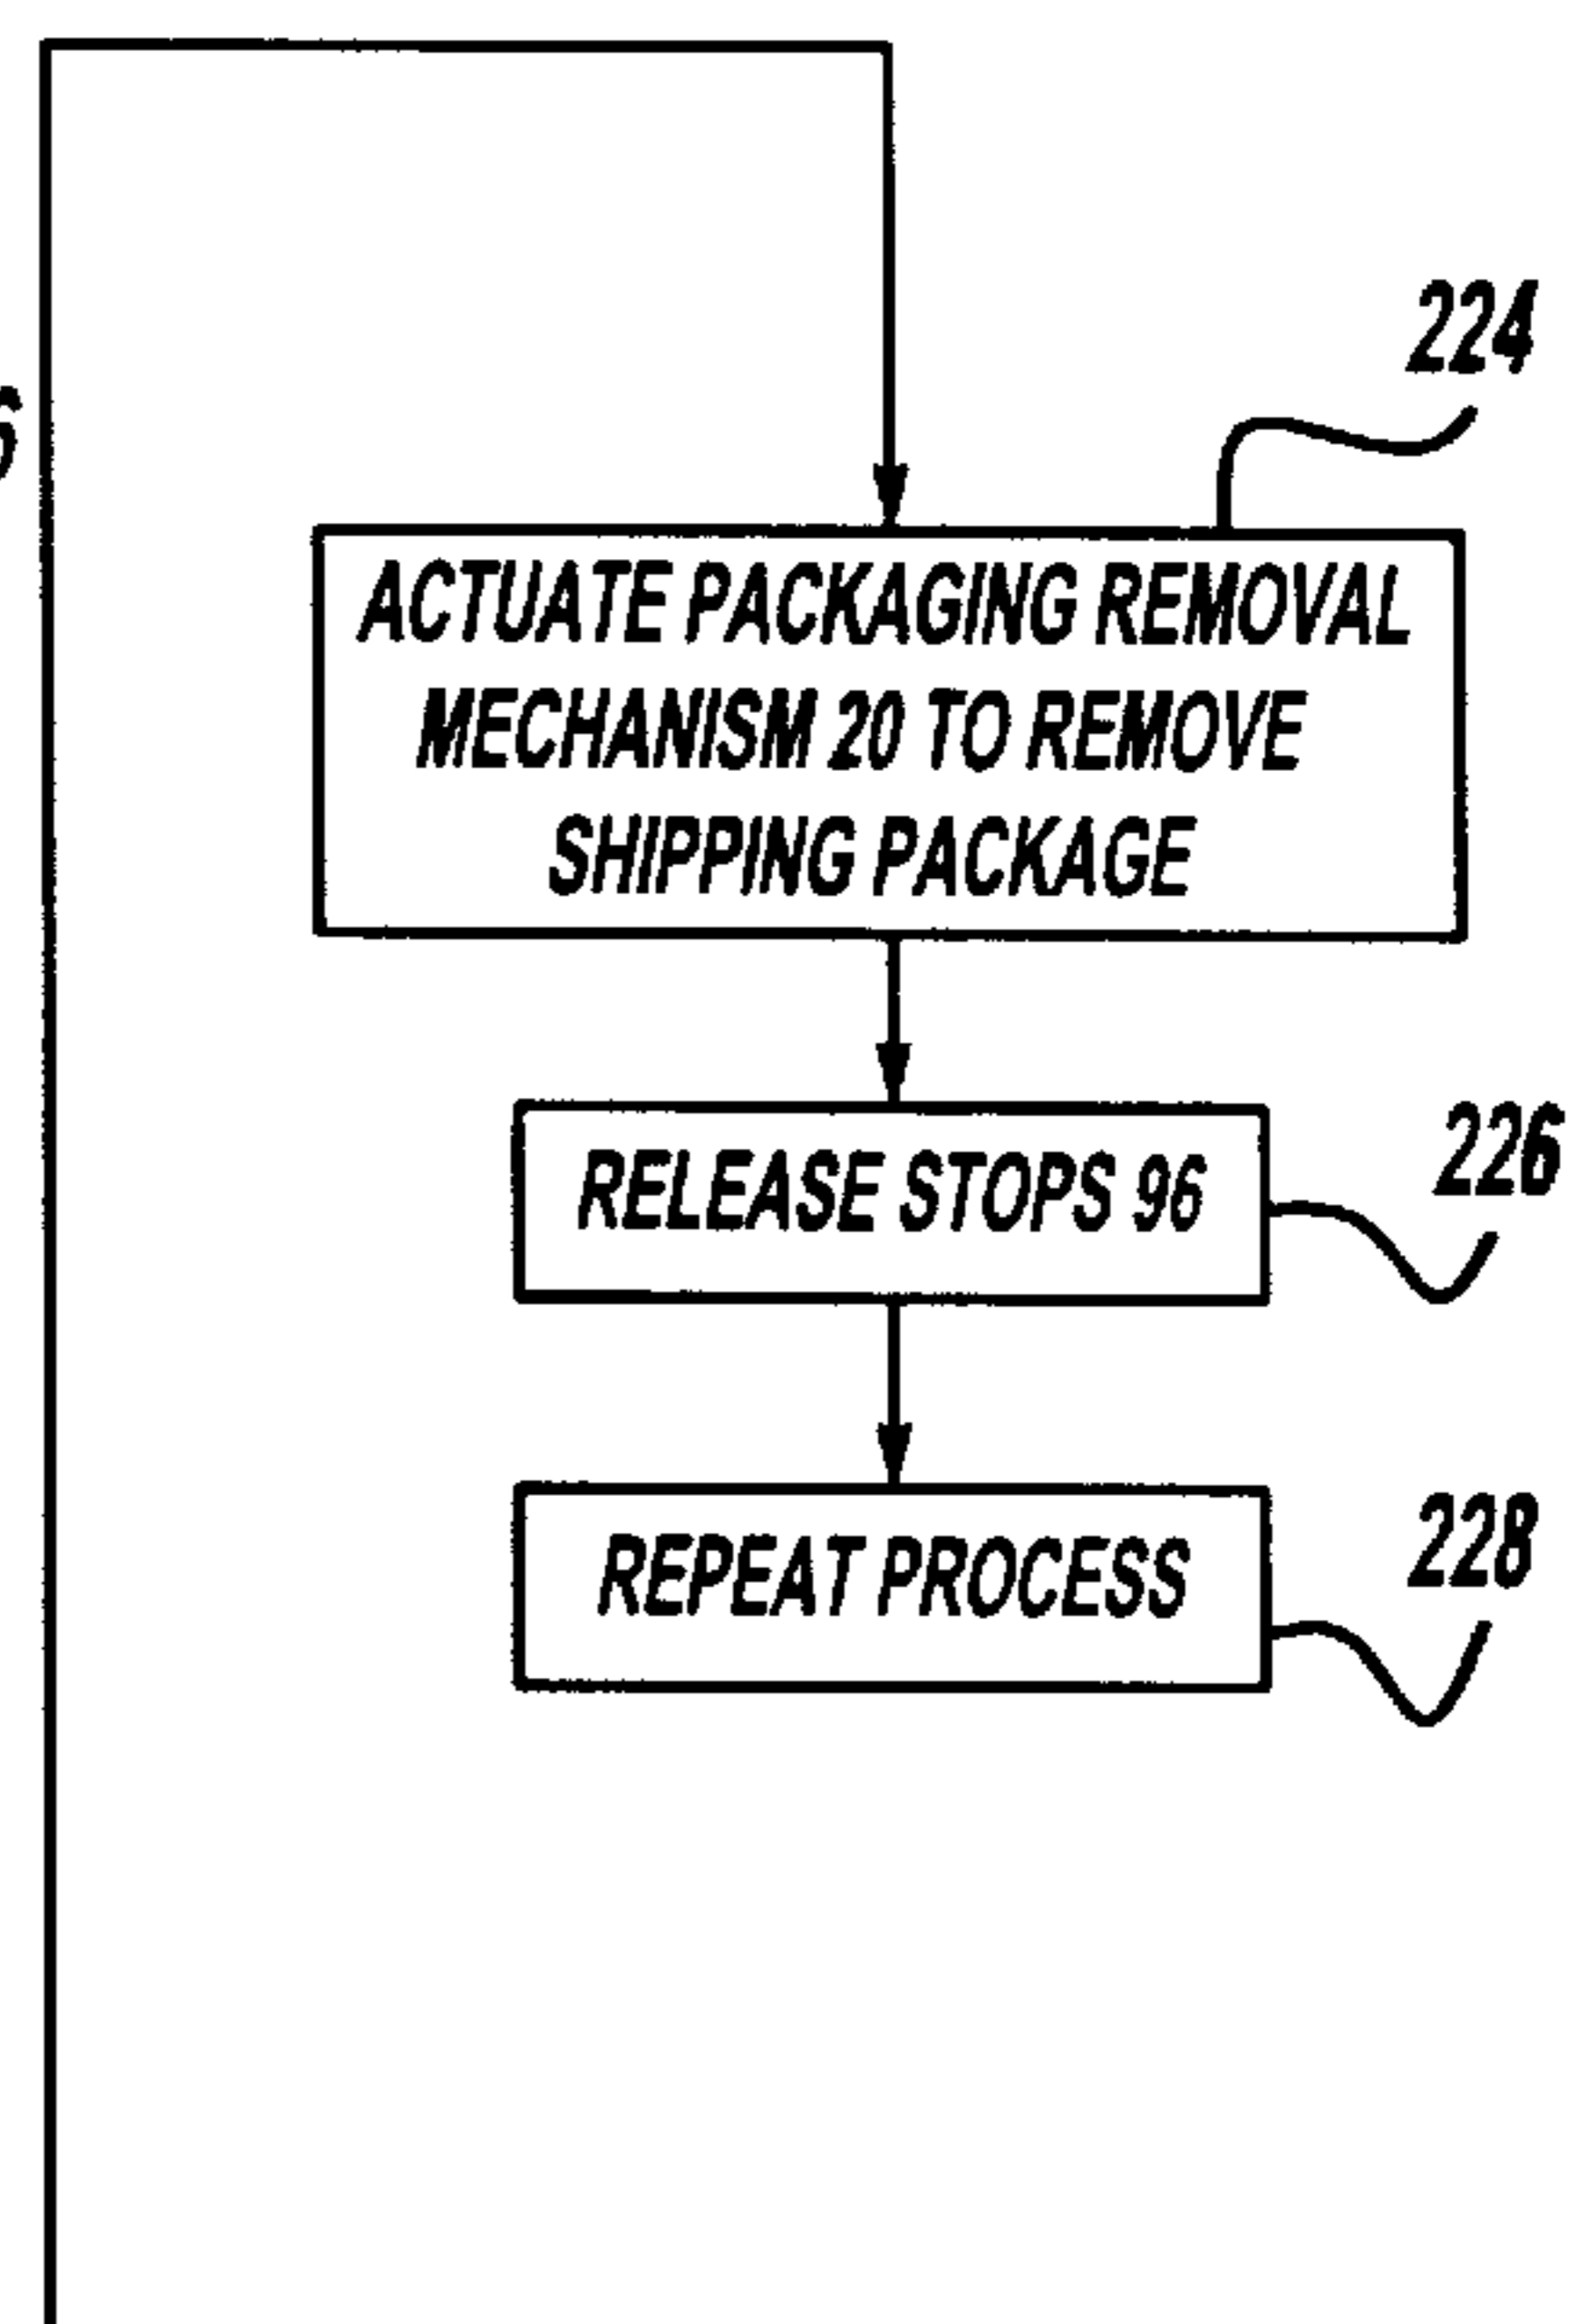 224
ACTUATE PACKAGING REMOVAL
MECHANISM 20 TO REMOVE
SHIPPING PACKAGE
RELEASE STOPS 96
226
REPEAT PROCESS
228